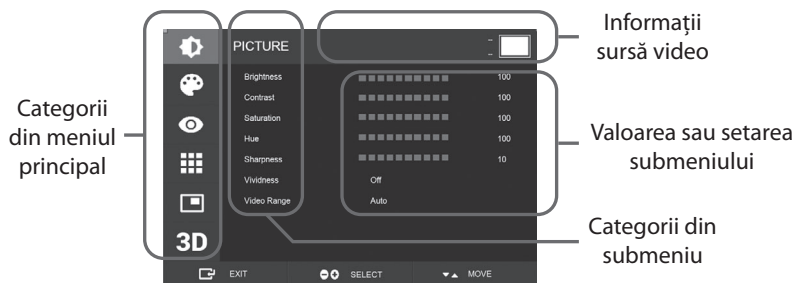 Informații
sursă video
PICTURE
Brightness 100
Contrast 100
Saturation 100
Hue 100
Sharpness 10
Vividness Off
Video Range Auto
3D
EXIT SELECT MOVE
Categorii
din meniul
principal
Valoarea sau setarea
submeniului
Categorii din
submeniu